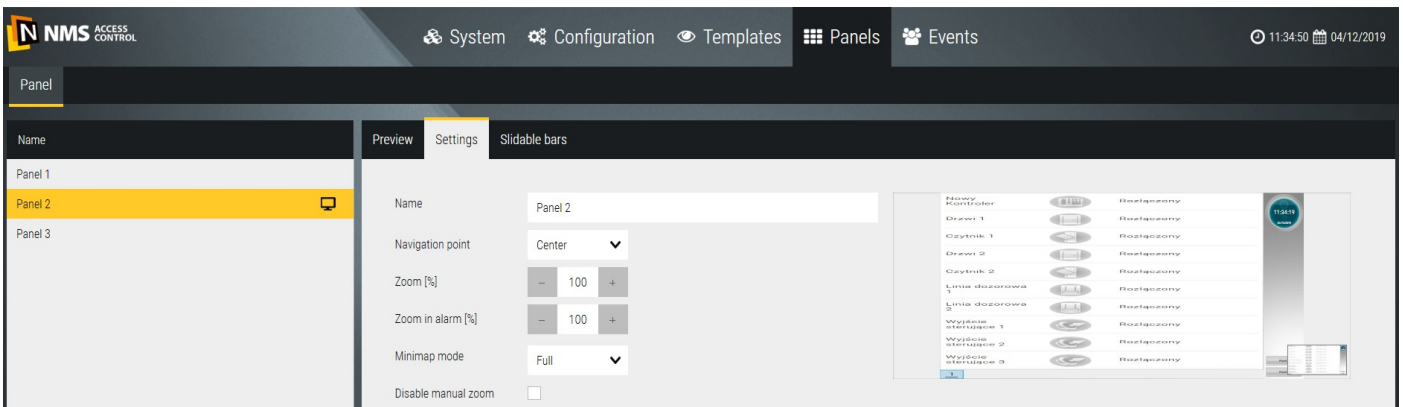 N NMS ACCESS CONTROL
System Configuration Templates Panels Events
11:34:50 04/12/2019
Panel
Name
Panel 1
Panel 2
Panel 3
Preview Settings Slidable bars
Name Panel 2
Navigation point Center
Zoom [%] - 100 +
Zoom in alarm [%] - 100 +
Minimap mode Full
Disable manual zoom
Nowy
Kontroler Rozłączony
Drzwi 1 Rozłączony
Czytnik 1 Rozłączony
Drzwi 2 Rozłączony
Czytnik 2 Rozłączony
Linia dozorowa
1 Rozłączony
Linia dozorowa
2 Rozłączony
Wyjście
sterujące 1 Rozłączony
Wyjście
sterujące 2 Rozłączony
Wyjście
sterujące 3 Rozłączony
1
11:34:19